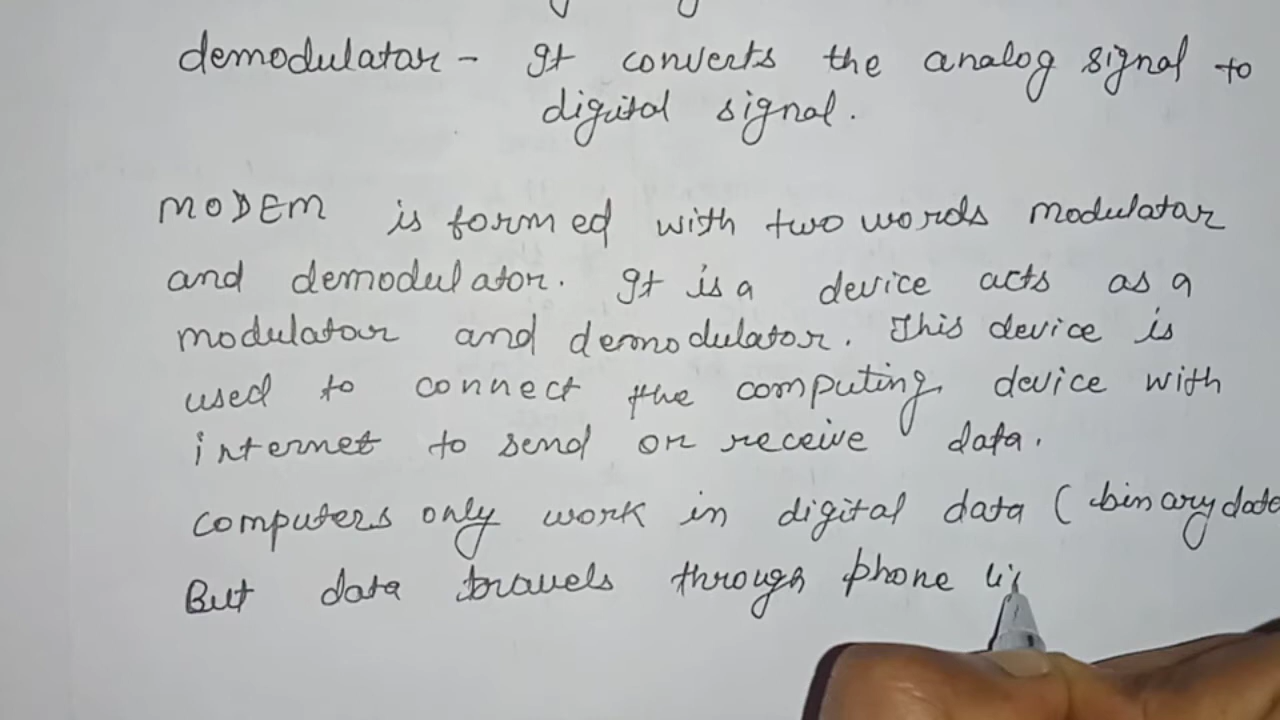 demodulatar - It converts the analog signal to
digital signal.
MODEM is formed with two words modulatar
and demodulator. It is a device acts as a
modulatar and demodulator. This device is
used to connect the computing device with
internet to send or receive data.
computers only work in digital data ( binary data
But data travels through phone li